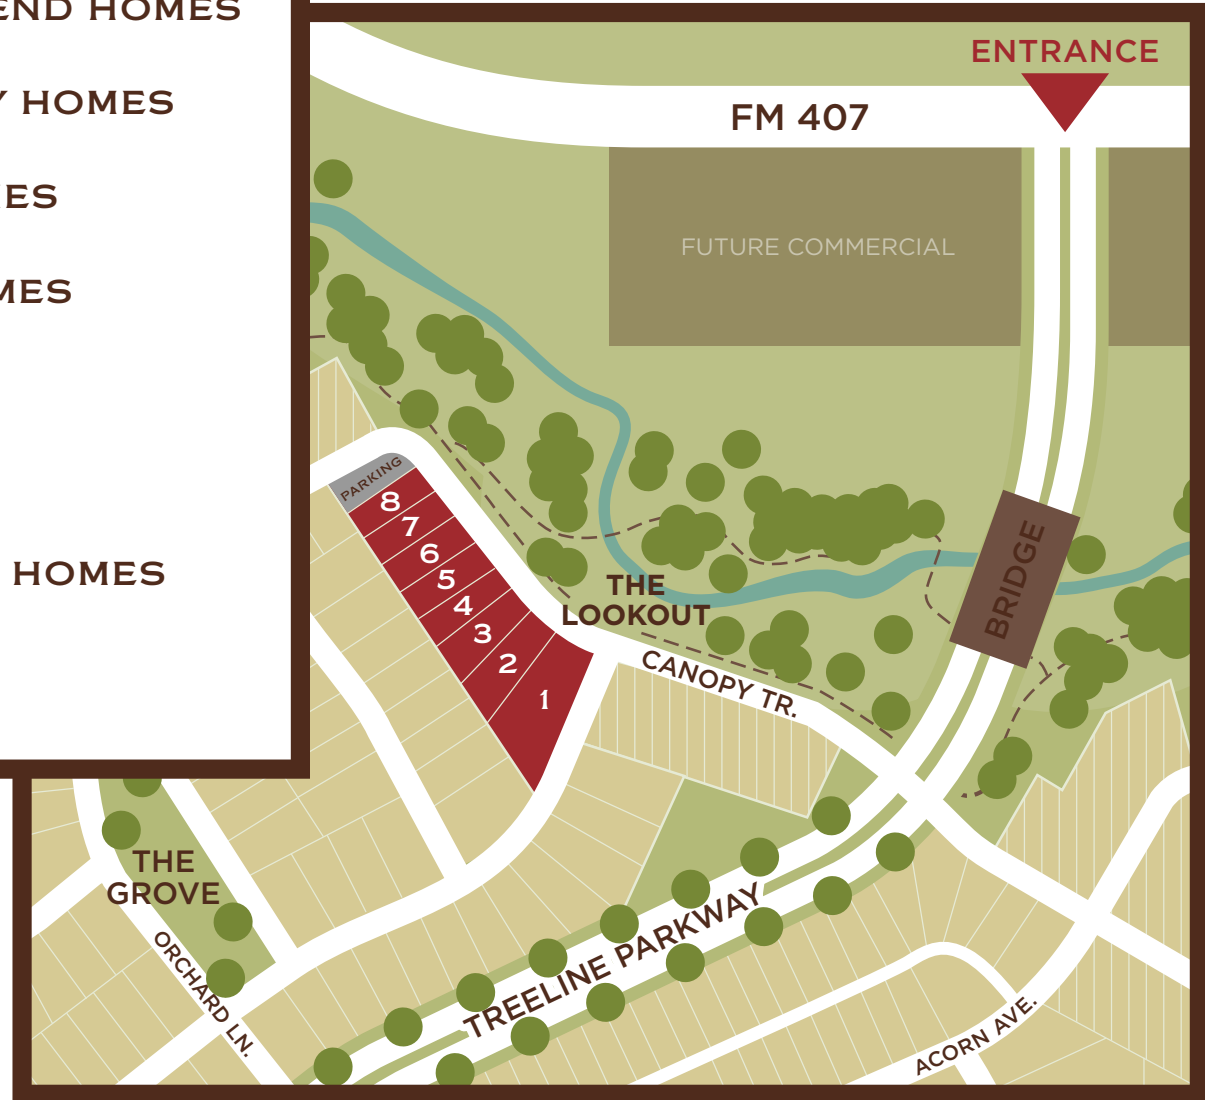 END HOMES
Y HOMES
MES
HOMES
ENTRANCE
FM 407
FUTURE COMMERCIAL
PARKING
8
7
6
5
4
3
2
1
THE
LOOKOUT
BRIDGE
CANOPY TR.
THE
GROVE
ORCHARD LN.
TREELINE PARKWAY
ACORN AVE.